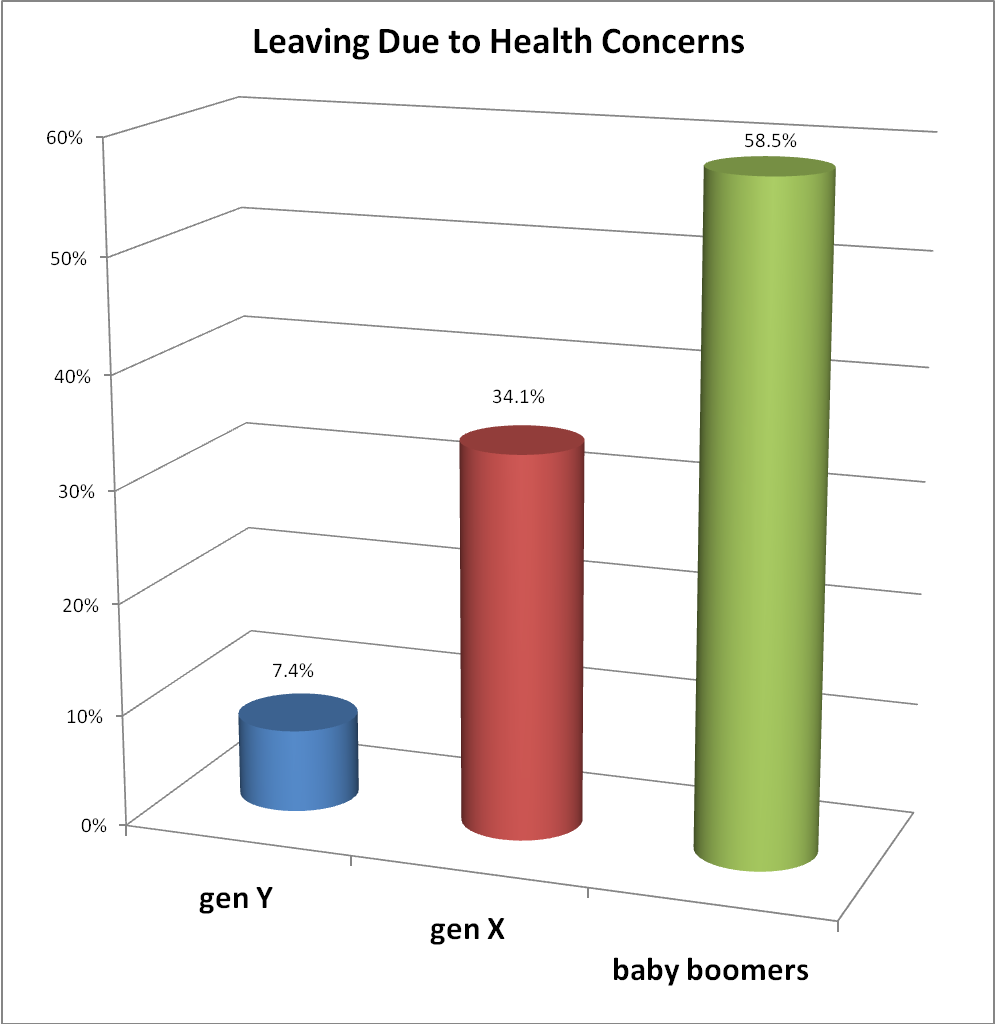 Leaving Due to Health Concerns
60%
50%
40%
30%
20%
10%
0%
7.4%
34.1%
58.5%
gen Y
gen X
baby boomers